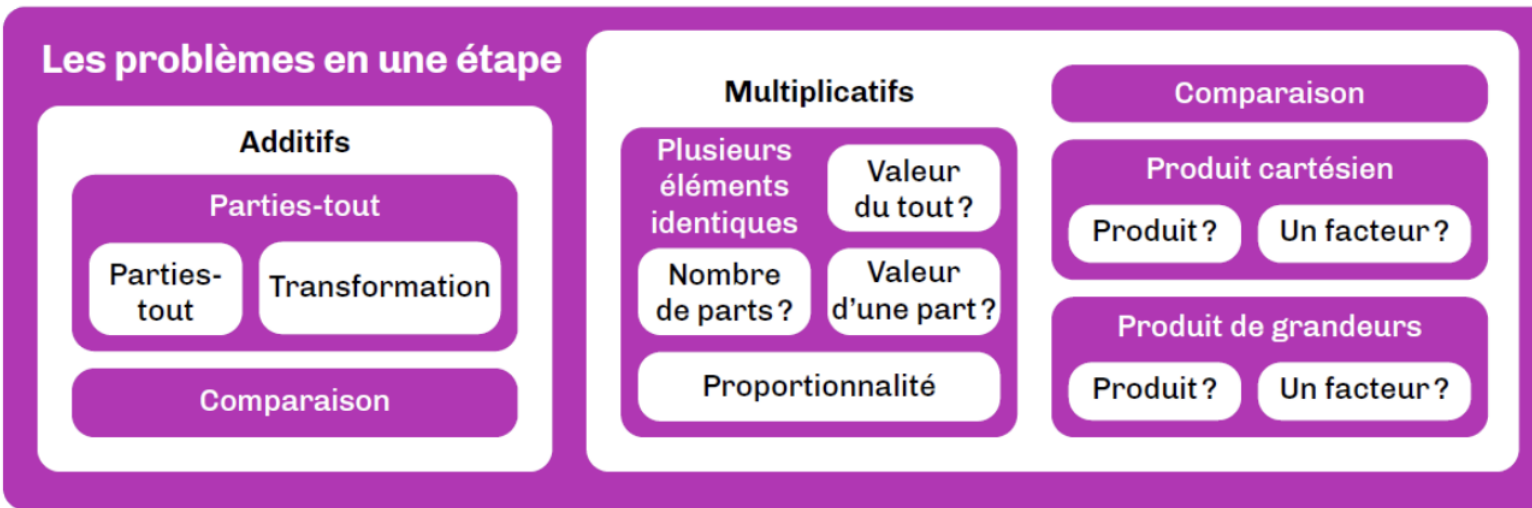 Les problèmes en une étape
Additifs
Parties-tout
Parties-
tout
Transformation
Comparaison
Multiplicatifs
Plusieurs
éléments
identiques
Valeur
du tout ?
Nombre
de parts ?
Valeur
d’une part ?
Proportionnalité
Comparaison
Produit cartésien
Produit ?
Un facteur ?
Produit de grandeurs
Produit ?
Un facteur ?